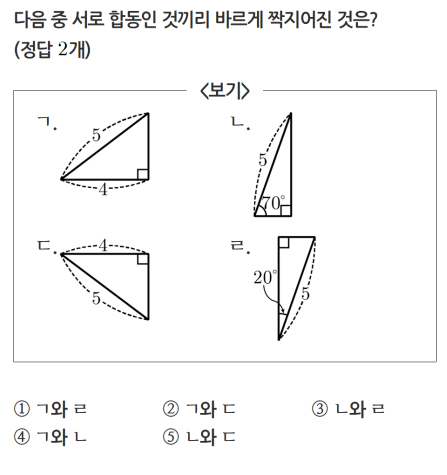 다음 중 서로 합동인 것끼리 바르게 짝지어진 것은?
(정답 2개)
<보기>
ㄱ.
5
4
ㄴ.
5
70°
ㄷ.
4
5
ㄹ.
20°
5
① ㄱ와 ㄹ ② ㄱ와 ㄷ ③ ㄴ와 ㄹ
④ ㄱ와 ㄴ ⑤ ㄴ와 ㄷ